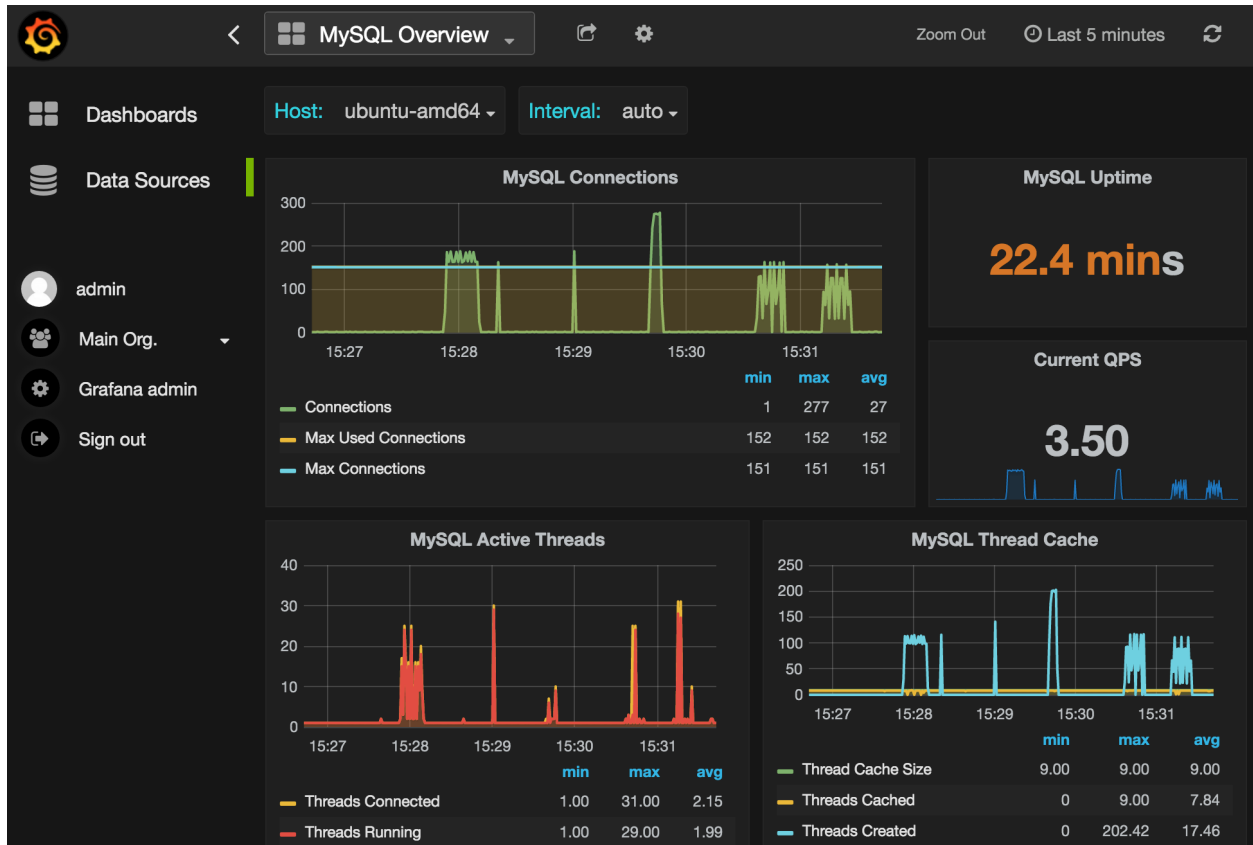 MySQL Overview
Zoom Out
Last 5 minutes
Dashboards
Data Sources
admin
Main Org.
Grafana admin
Sign out
Host: ubuntu-amd64
Interval: auto
MySQL Connections
300
200
100
0
15:27 15:28 15:29 15:30 15:31
min max avg
Connections 1 277 27
Max Used Connections 152 152 152
Max Connections 151 151 151
MySQL Uptime
22.4 mins
Current QPS
3.50
MySQL Active Threads
40
30
20
10
0
15:27 15:28 15:29 15:30 15:31
min max avg
Threads Connected 1.00 31.00 2.15
Threads Running 1.00 29.00 1.99
MySQL Thread Cache
250
200
150
100
50
0
15:27 15:28 15:29 15:30 15:31
min max avg
Thread Cache Size 9.00 9.00 9.00
Threads Cached 0 9.00 7.84
Threads Created 0 202.42 17.46